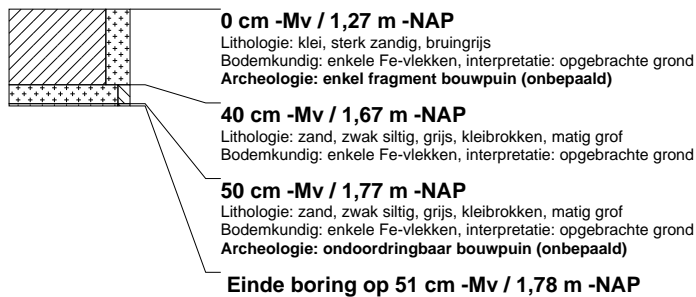 0 cm -Mv / 1,27 m -NAP
Lithologie: klei, sterk zandig, bruingrijs
Bodemkundig: enkele Fe-vlekken, interpretatie: opgebrachte grond
Archeologie: enkel fragment bouwpuin (onbepaald)
40 cm -Mv / 1,67 m -NAP
Lithologie: zand, zwak siltig, grijs, kleibrokken, matig grof
Bodemkundig: enkele Fe-vlekken, interpretatie: opgebrachte grond
50 cm -Mv / 1,77 m -NAP
Lithologie: zand, zwak siltig, grijs, kleibrokken, matig grof
Bodemkundig: enkele Fe-vlekken, interpretatie: opgebrachte grond
Archeologie: ondoordringbaar bouwpuin (onbepaald)
Einde boring op 51 cm -Mv / 1,78 m -NAP